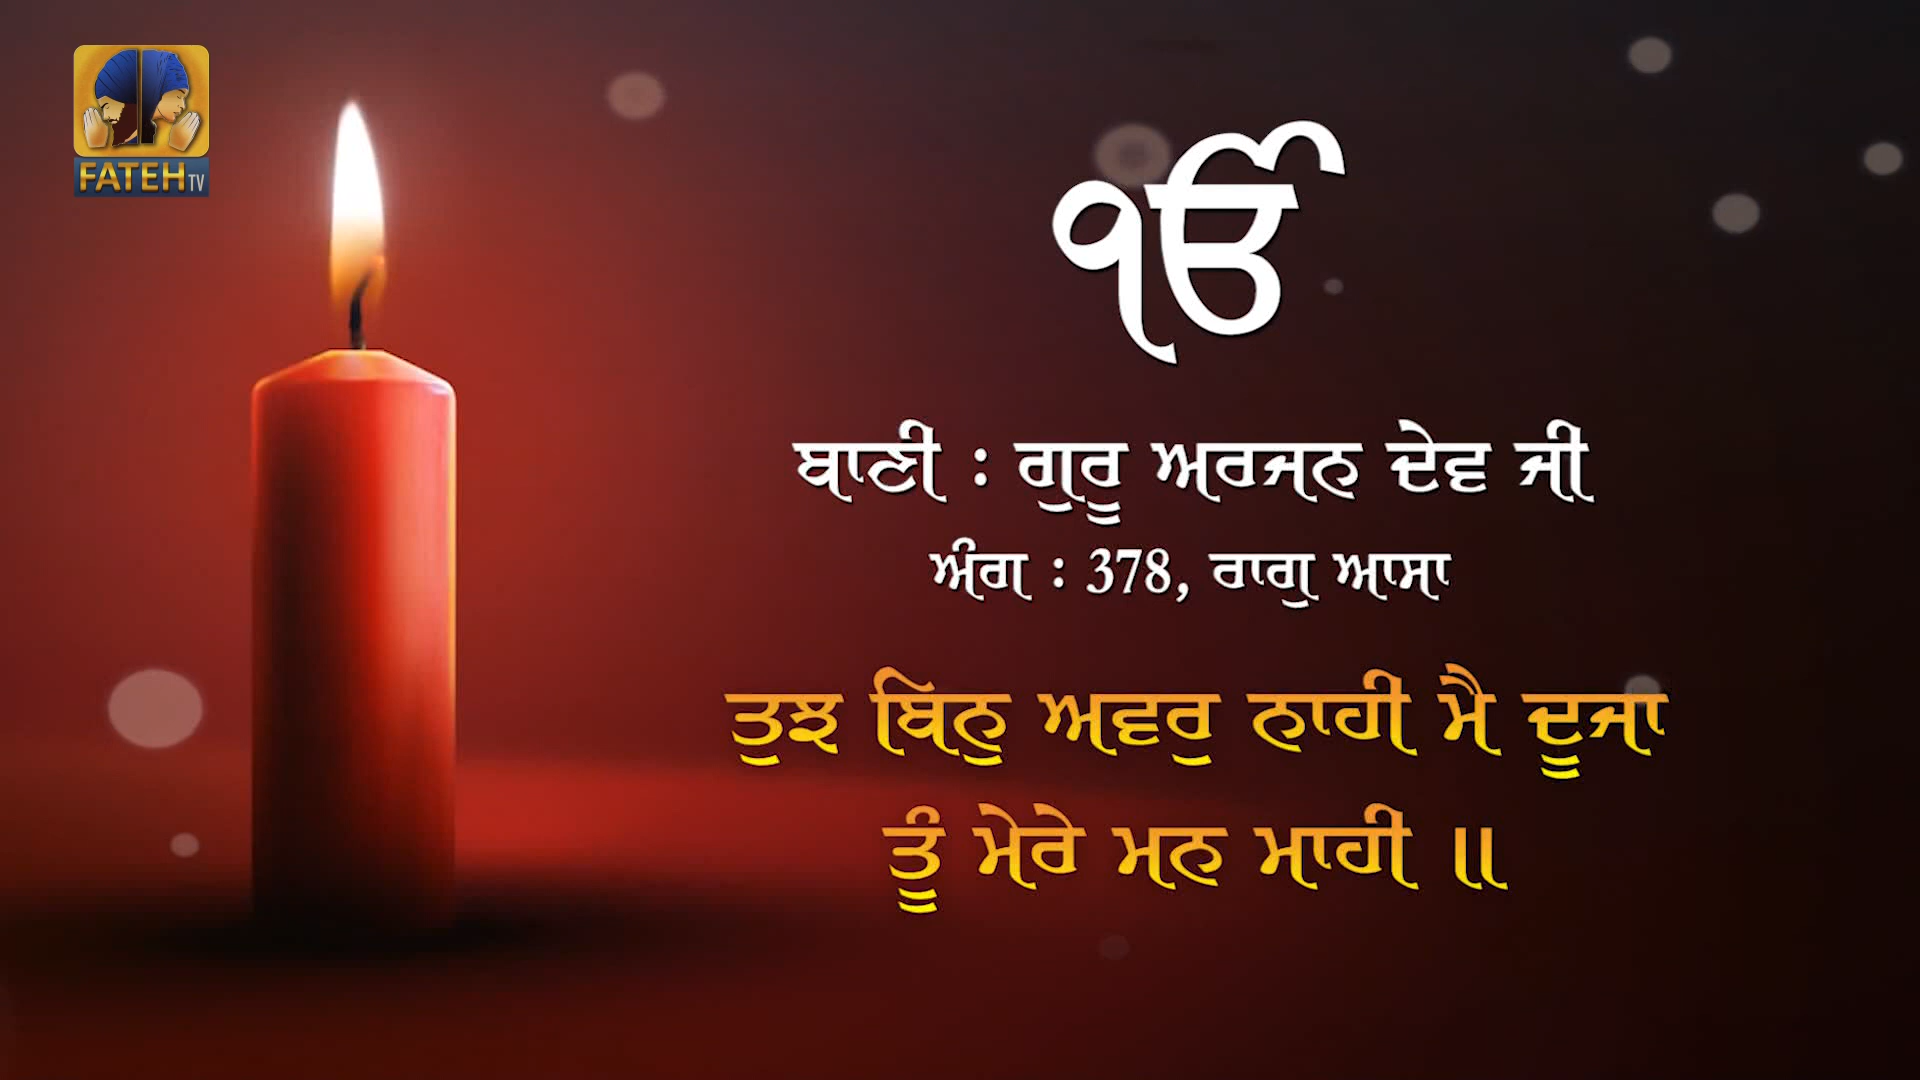 FATEH TV
ੴ
ਬਾਣੀ : ਗੁਰੂ ਅਰਜਨ ਦੇਵ ਜੀ
ਅੰਗ : 378, ਰਾਗੁ ਆਸਾ
ਤੁਝ ਬਿਨੁ ਅਵਰੁ ਨਾਹੀ ਮੈ ਦੂਜਾ
ਤੂੰ ਮੇਰੇ ਮਨ ਮਾਹੀ ॥